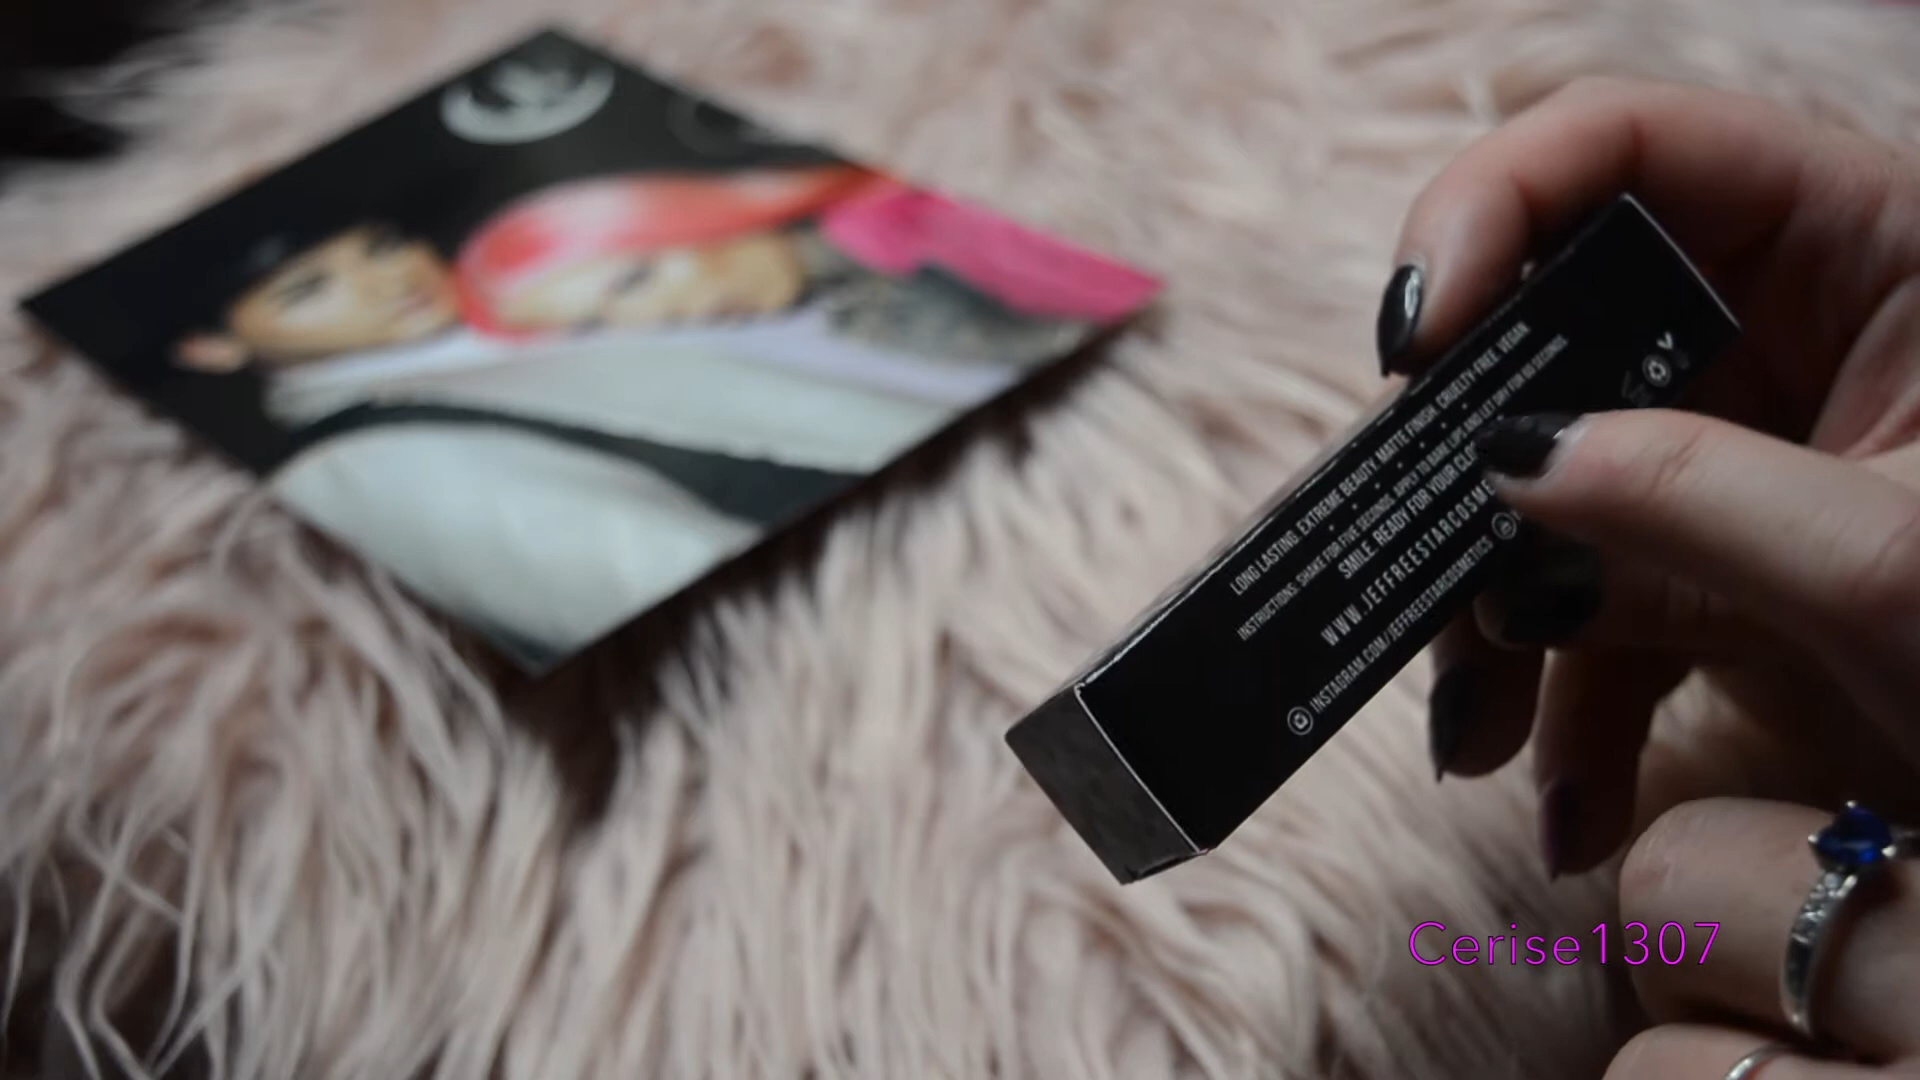 LONG LASTING. EXTREME BEAUTY. MATTE FINISH. CRUELTY-FREE. VEGAN.
INSTRUCTIONS: SHAKE FOR FIVE SECONDS. APPLY TO BARE LIPS AND LET DRY FOR 60 SECONDS
SMILE. READY FOR YOUR CLO
WWW.JEFFREESTARCOSME
INSTAGRAM.COM/JEFFREESTARCOSMETICS
Cerise1307